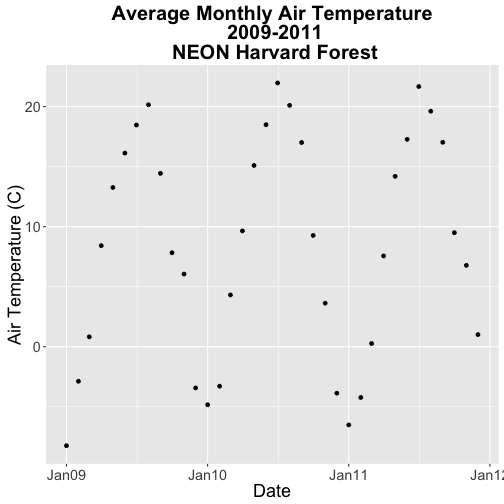 Average Monthly Air Temperature
2009-2011
NEON Harvard Forest
Air Temperature (C)
20
10
0
Jan09 Jan10 Jan11 Jan12
Date